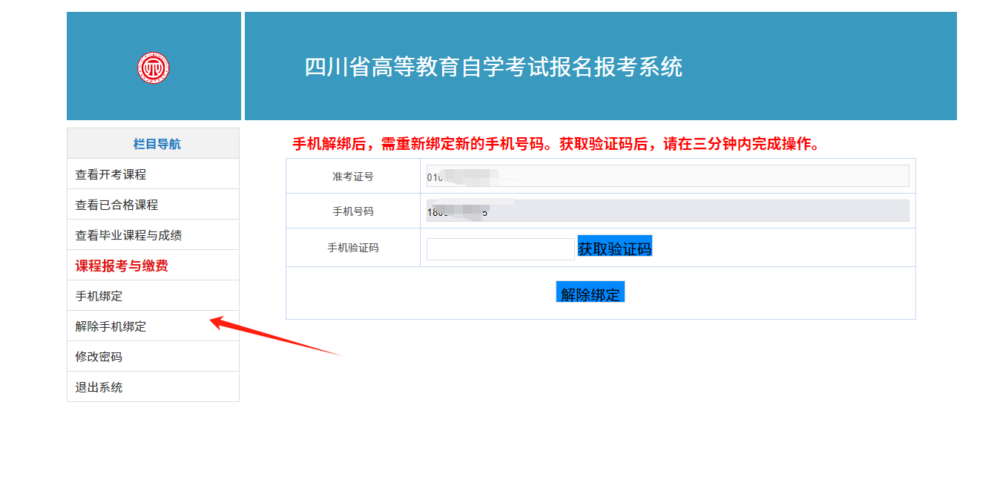 四川省高等教育自学考试报名报考系统
栏目导航
查看开考课程
查看已合格课程
查看毕业课程与成绩
课程报考与缴费
手机绑定
解除手机绑定
修改密码
退出系统
手机解绑后，需重新绑定新的手机号码。获取验证码后，请在三分钟内完成操作。
准考证号 010
手机号码
手机验证码 获取验证码
解除绑定